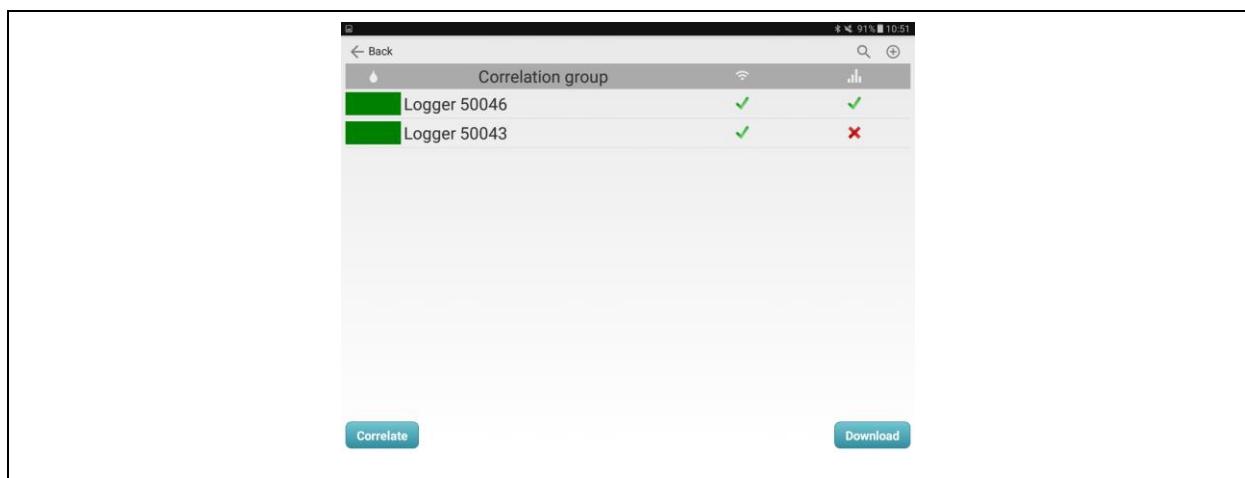 91% 10:51
Back
Correlation group
Logger 50046
Logger 50043
Correlate Download